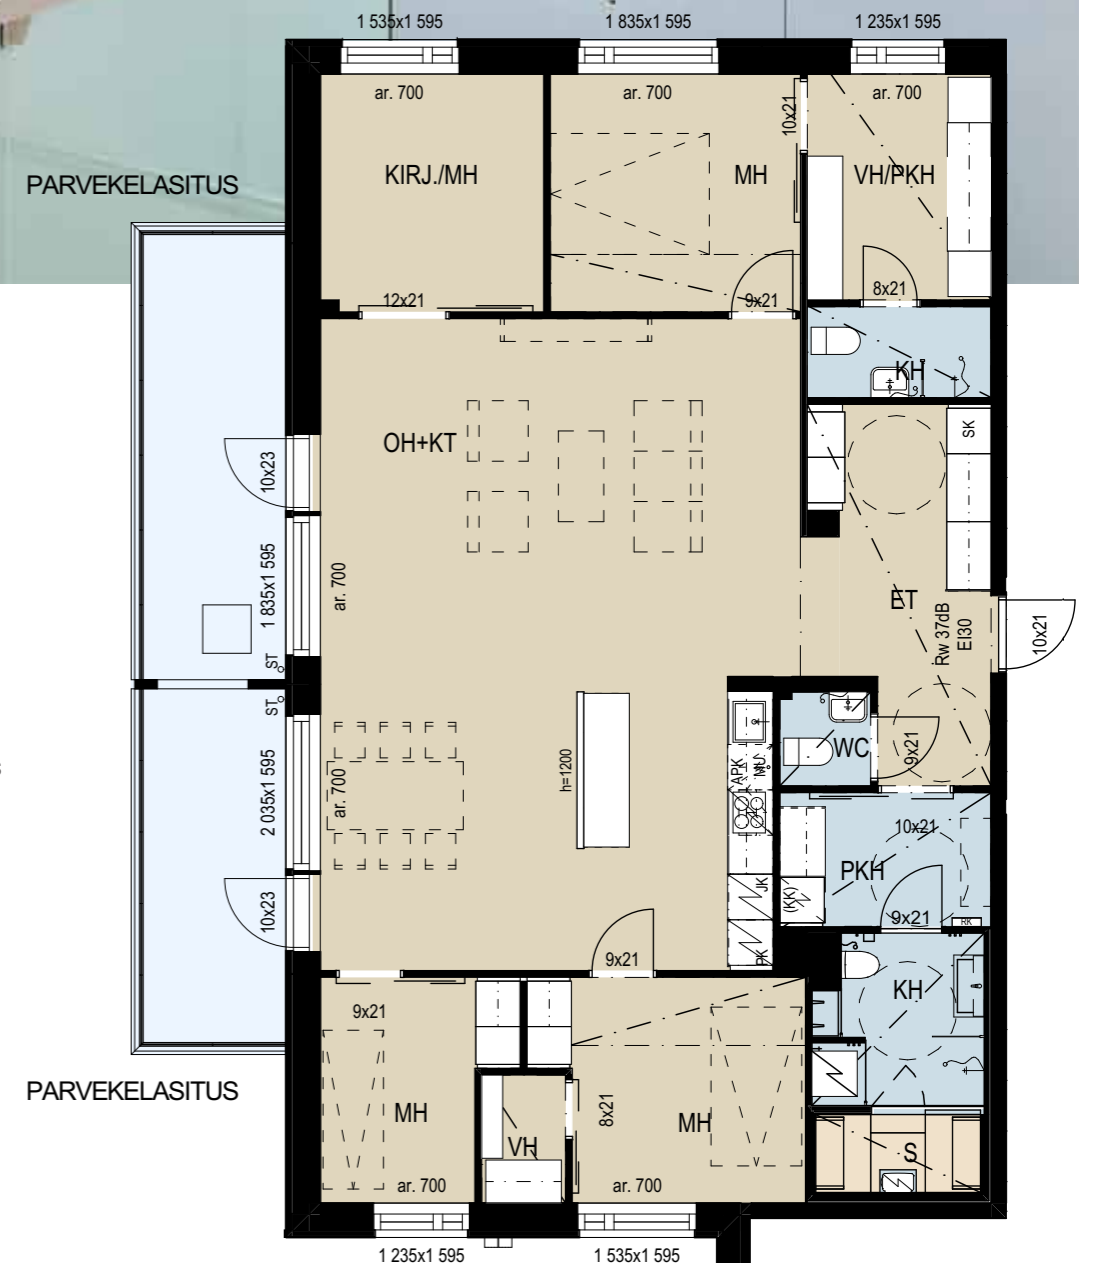 1 535x1 595
1 835x1 595
1 235x1 595
ar. 700
ar. 700
10x21
ar. 700
PARVEKELASITUS
KIRJ./MH
MH
VH/PKH
12x21
9x21
8x21
KH
OH+KT
SK
10x23
1 835x1 595
ar. 700
ET
Rw 37dB
EI30
10x21
ST
ST
WC
9x21
APK
MU
h=1200
2 035x1 595
ar. 700
10x21
PKH
JK
(KK)
10x23
9x21
PK
9x21
RK
KH
9x21
PARVEKELASITUS
MH
VH
8x21
MH
S
ar. 700
ar. 700
1 235x1 595
1 535x1 595